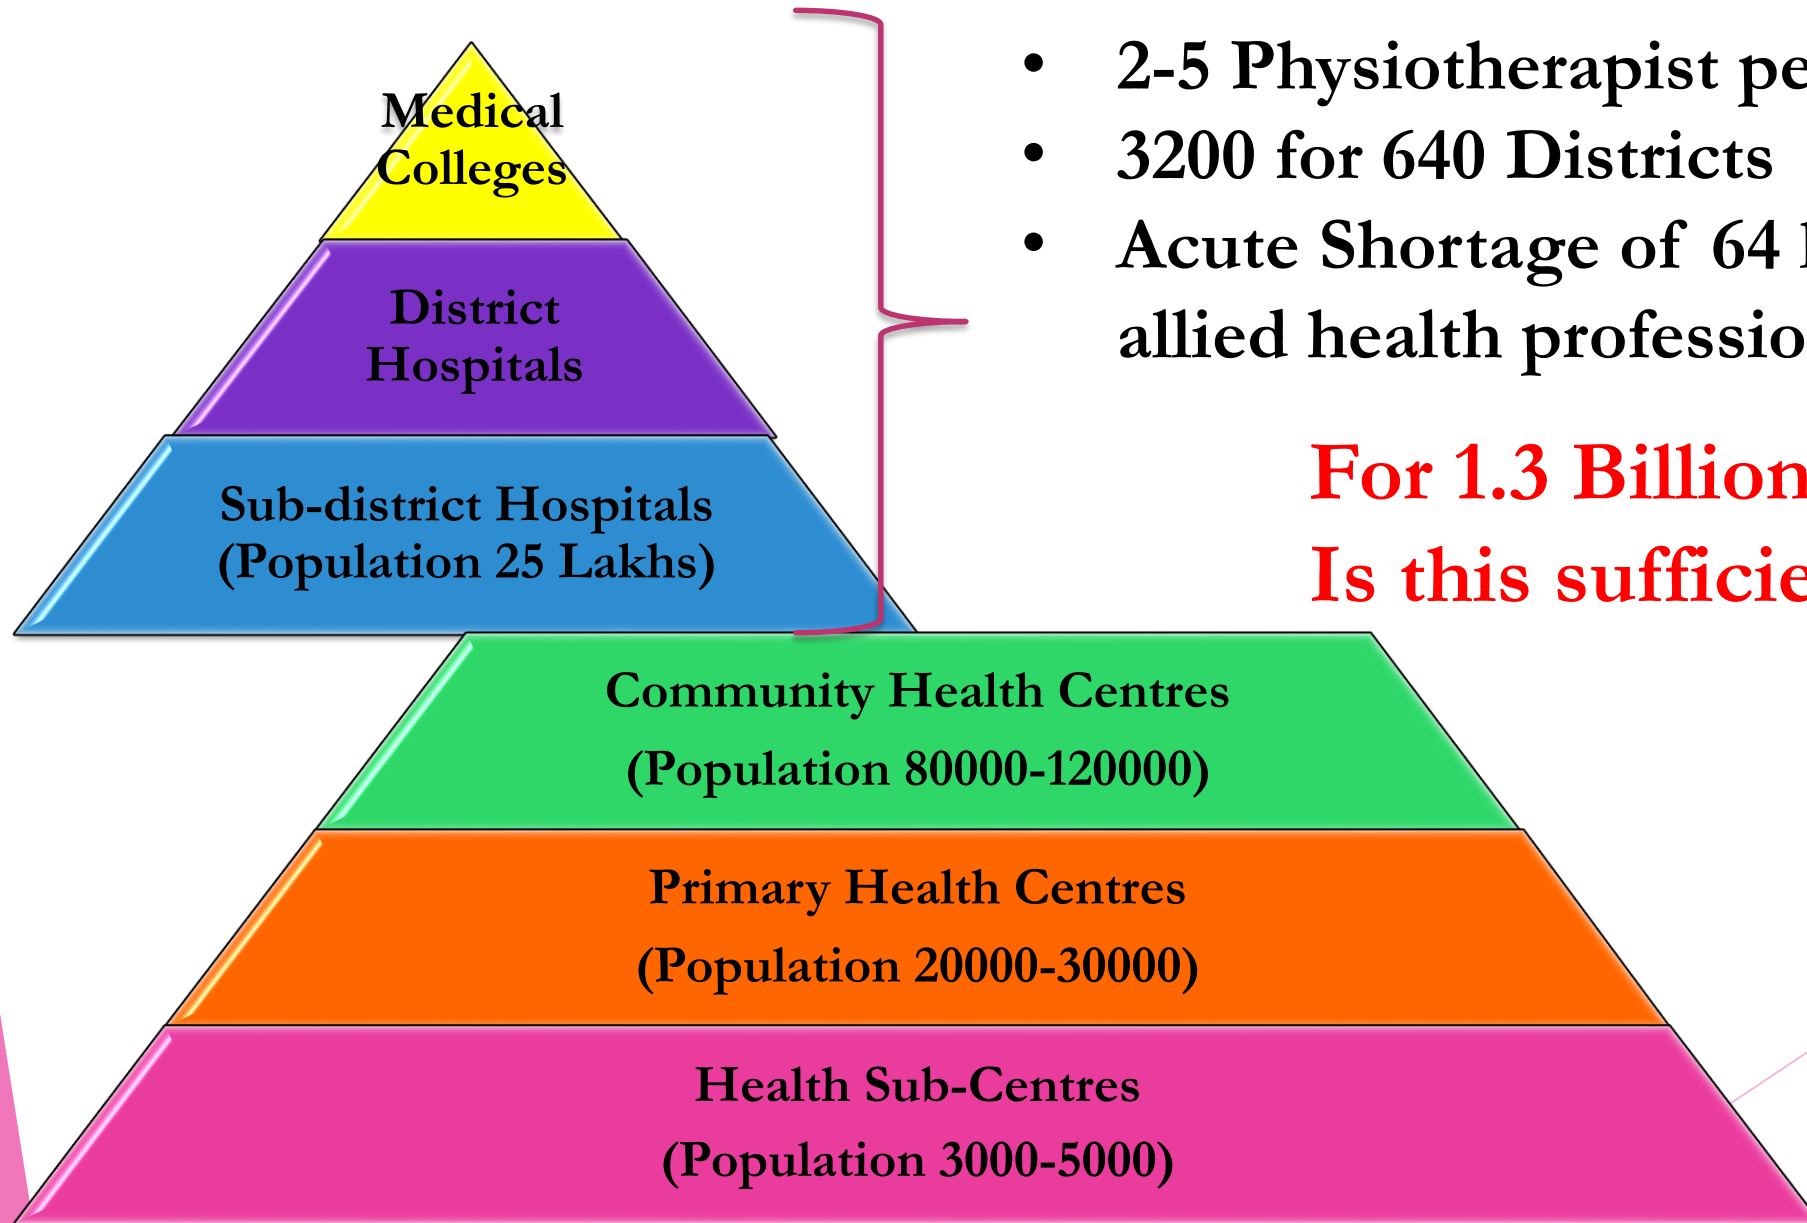 Medical
Colleges
District
Hospitals
Sub-district Hospitals
(Population 25 Lakhs)
Community Health Centres
(Population 80000-120000)
Primary Health Centres
(Population 20000-30000)
Health Sub-Centres
(Population 3000-5000)
• 2-5 Physiotherapist
• 3200 for 640 Districts
• Acute Shortage of 64
allied health
For 1.3 Billion
Is this